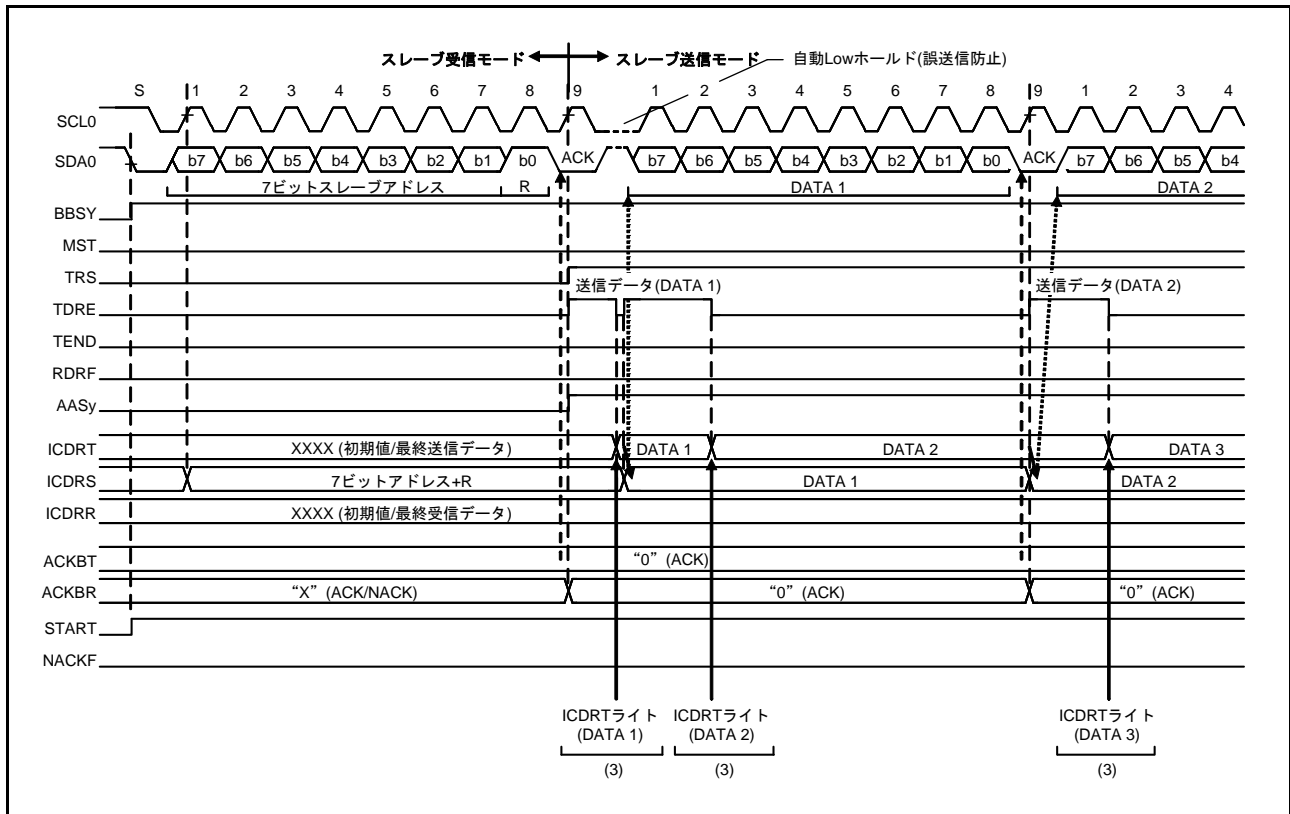 スレーブ受信モード スレーブ送信モード 自動Lowホールド(誤送信防止)
S 1 2 3 4 5 6 7 8 9 1 2 3 4 5 6 7 8 9 1 2 3 4
SCL0
SDA0 b7 b6 b5 b4 b3 b2 b1 b0 ACK b7 b6 b5 b4 b3 b2 b1 b0 ACK b7 b6 b5 b4
7ビットスレーブアドレス R DATA 1 DATA 2
BBSY
MST
TRS
送信データ(DATA 1) 送信データ(DATA 2)
TDRE
TEND
RDRF
AASy
ICDRT XXXX (初期値/最終送信データ) DATA 1 DATA 2 DATA 3
ICDRS 7ビットアドレス+R DATA 1 DATA 2
ICDRR XXXX (初期値/最終受信データ)
ACKBT “0” (ACK)
ACKBR “X” (ACK/NACK) “0” (ACK) “0” (ACK)
START
NACKF
ICDRTライト ICDRTライト ICDRTライト
(DATA 1) (DATA 2) (DATA 3)
(3) (3) (3)